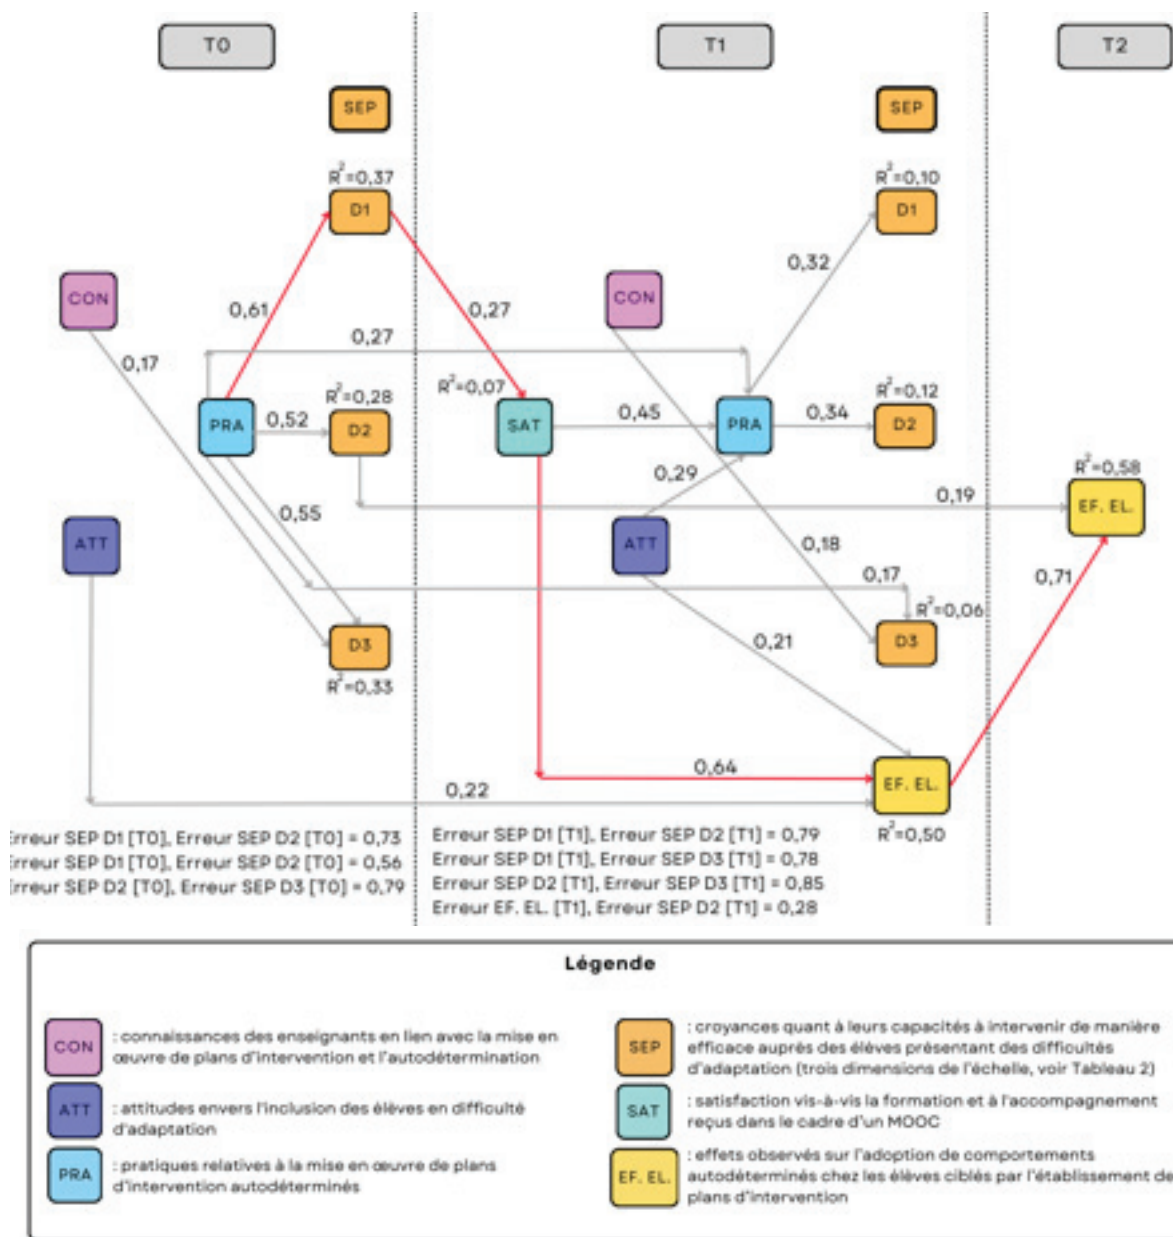 T0
T1
T2
SEP
SEP
R²=0,37
R²=0,10
D1
D1
CON
CON
0,61
0,27
0,32
0,17
0,27
R²=0,28
R²=0,07
R²=0,12
PRA
0,52
D2
SAT
0,45
PRA
0,34
D2
0,29
R²=0,58
0,19
EF. EL.
0,55
ATT
ATT
0,18
0,17
0,71
R²=0,06
D3
0,21
D3
R²=0,33
0,64
0,22
EF. EL.
R²=0,50
Erreur SEP D1 [T0], Erreur SEP D2 [T0] = 0,73
Erreur SEP D1 [T0], Erreur SEP D2 [T0] = 0,56
Erreur SEP D2 [T0], Erreur SEP D3 [T0] = 0,79
Erreur SEP D1 [T1], Erreur SEP D2 [T1] = 0,79
Erreur SEP D1 [T1], Erreur SEP D3 [T1] = 0,78
Erreur SEP D2 [T1], Erreur SEP D3 [T1] = 0,85
Erreur EF. EL. [T1], Erreur SEP D2 [T1] = 0,28
Légende
CON
: connaissances des enseignants en lien avec la mise en
œuvre de plans d'intervention et l'autodétermination
ATT
: attitudes envers l'inclusion des élèves en difficulté
d'adaptation
PRA
: pratiques relatives à la mise en œuvre de plans
d'intervention autodéterminés
SEP
: croyances quant à leurs capacités à intervenir de manière
efficace auprès des élèves présentant des difficultés
d'adaptation (trois dimensions de l'échelle, voir Tableau 2)
SAT
: satisfaction vis-à-vis la formation et à l'accompagnement
reçus dans le cadre d'un MOOC
EF. EL.
: effets observés sur l'adoption de comportements
autodéterminés chez les élèves ciblés par l'établissement de
plans d'intervention